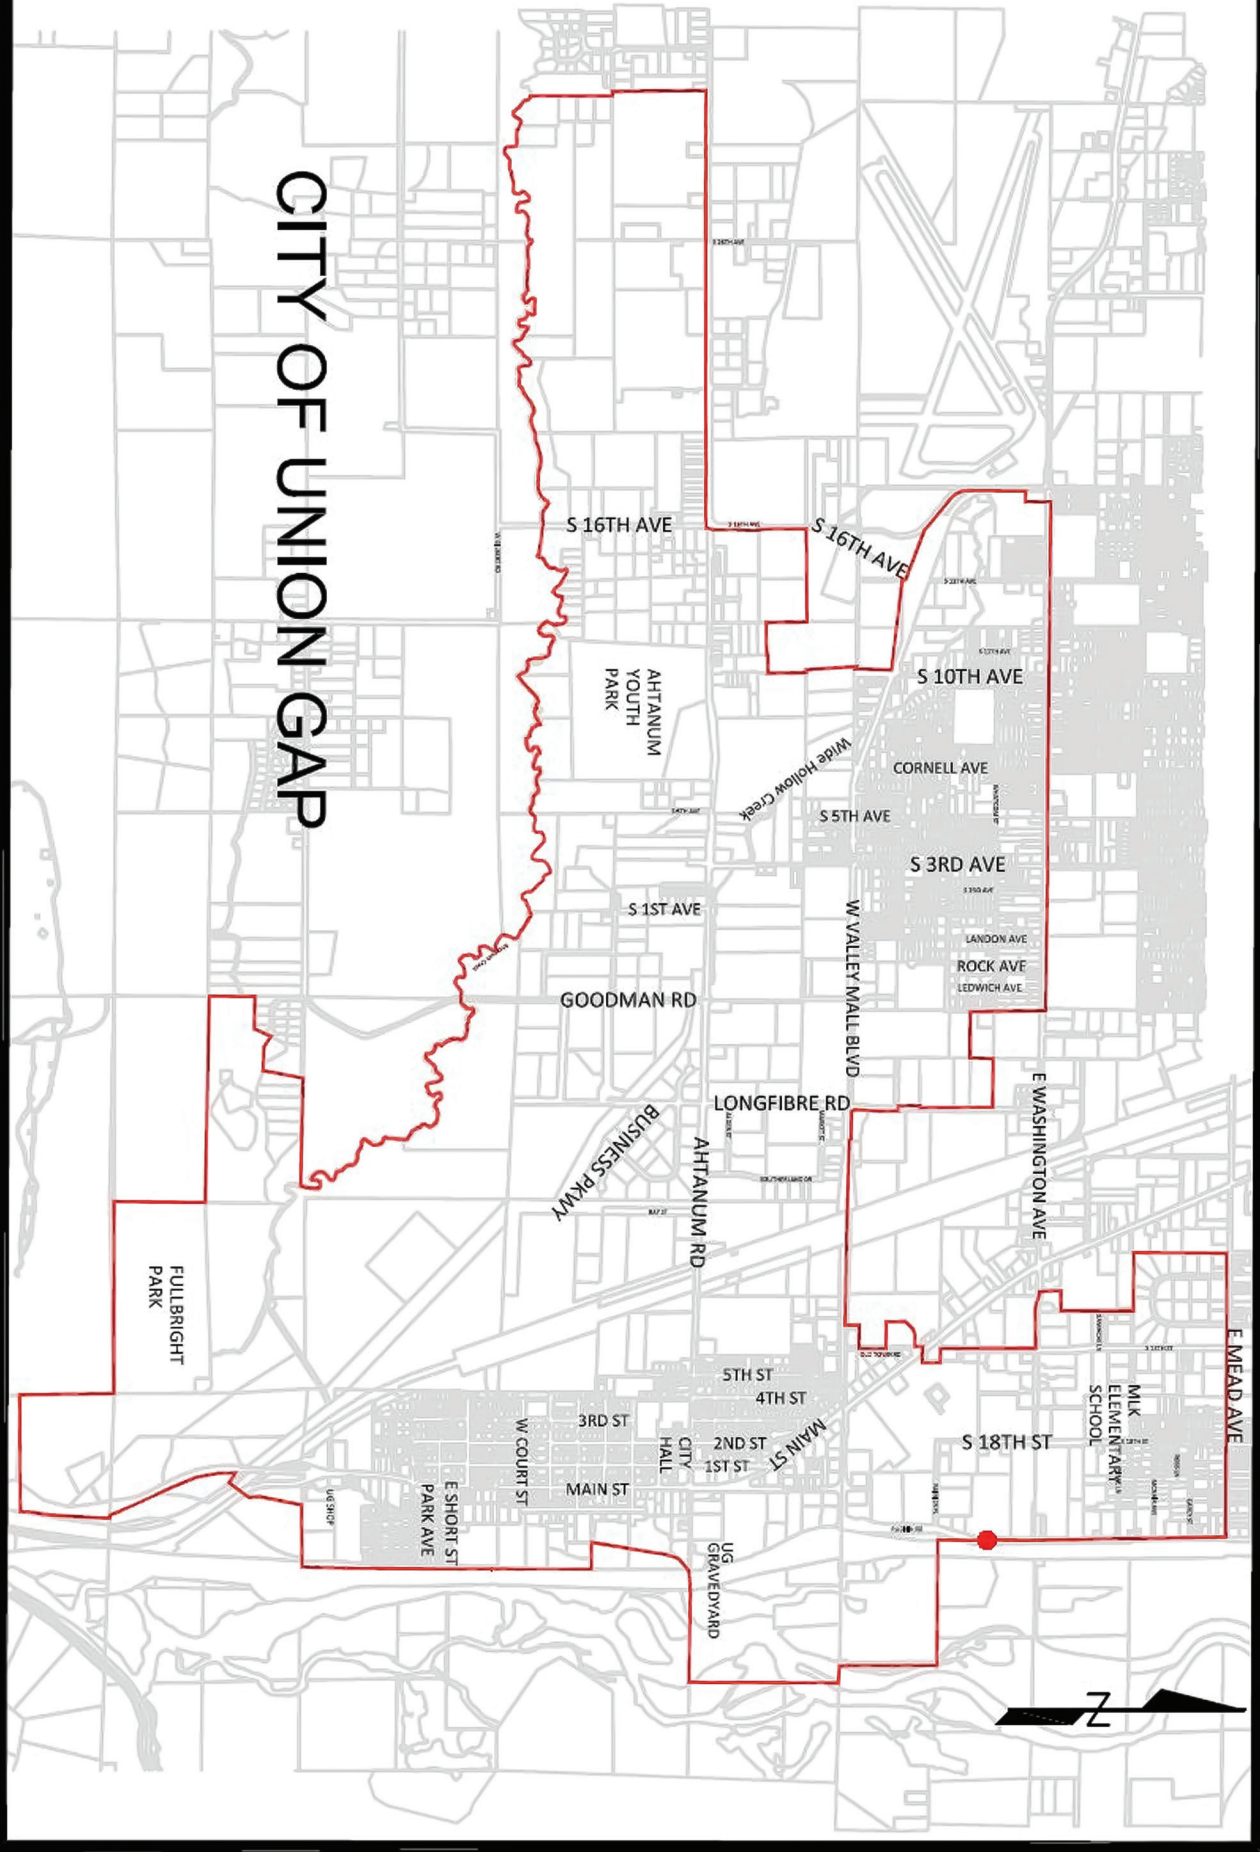 CITY OF UNION GAP
E MEAD AVE
MLK
ELEMENTARY
SCHOOL
S 18TH ST
E WASHINGTON AVE
S 16TH AVE
S 16TH AVE
S 10TH AVE
CORNELL AVE
S 5TH AVE
S 3RD AVE
LANDON AVE
ROCK AVE
LEDWICH AVE
W VALLEY MALL BLVD
Wide Hollow Creek
AHTANUM
YOUTH
PARK
S 1ST AVE
GOODMAN RD
LONGFIBRE RD
BUSINESS PKWY
AHTANUM RD
5TH ST
4TH ST
3RD ST
2ND ST
1ST ST
MAIN ST
MAIN ST
CITY
HALL
W COURT ST
E SHORT ST
PARK AVE
UG SHOP
UG
GRAVEDYARD
FULLBRIGHT
PARK
N